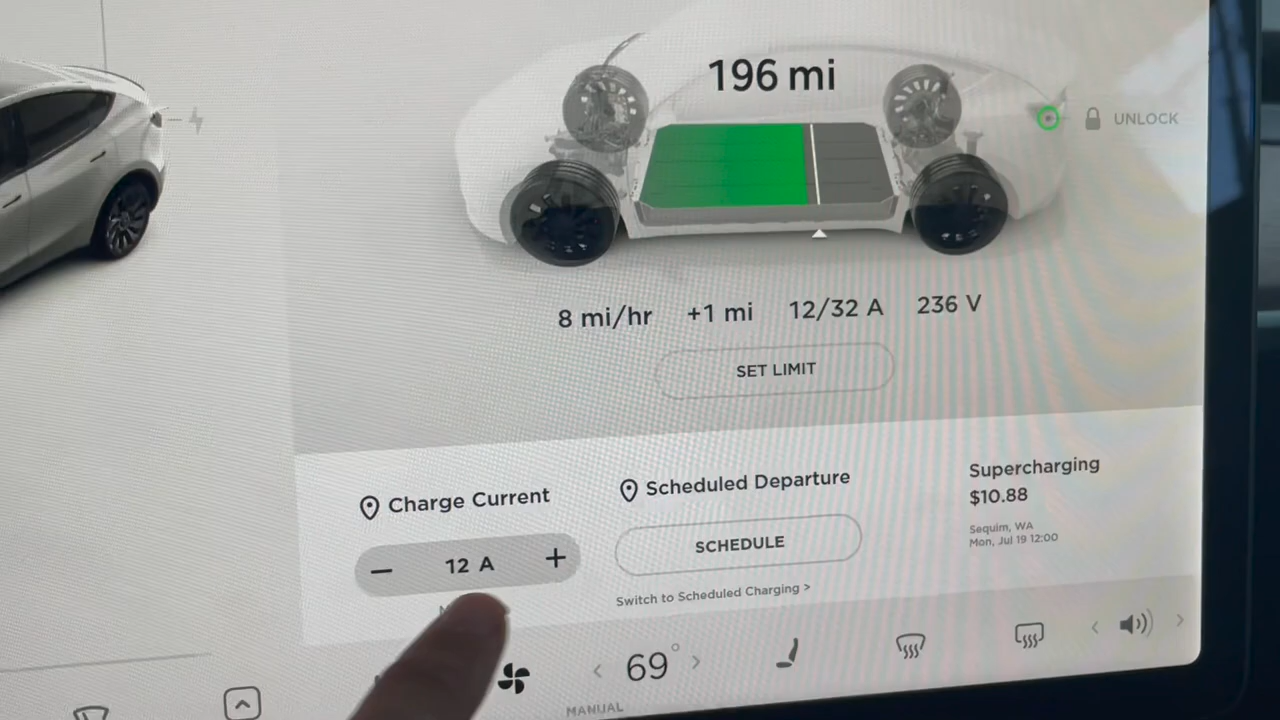 196 mi
UNLOCK
8 mi/hr +1 mi 12/32 A 236 V
SET LIMIT
Charge Current
12 A
Scheduled Departure
SCHEDULE
Switch to Scheduled Charging >
Supercharging
$10.88
Sequim, WA
Mon, Jul 19 12:00
69°
MANUAL